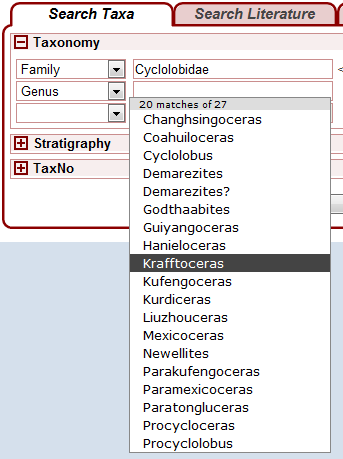 Search Taxa Search Literature
Taxonomy
Family Cyclolobidae <
Genus
20 matches of 27
Changhsingoceras
Coahuiloceras
Cyclolobus
Demarezites
Demarezites?
Godthaabites
Guiyangoceras
Hanieloceras
Krafftoceras
Kufengoceras
Kurdiceras
Liuzhouceras
Mexicoceras
Newellites
Parakufengoceras
Paramexicoceras
Paratongluceras
Procycloceras
Procyclolobus
Stratigraphy
TaxNo